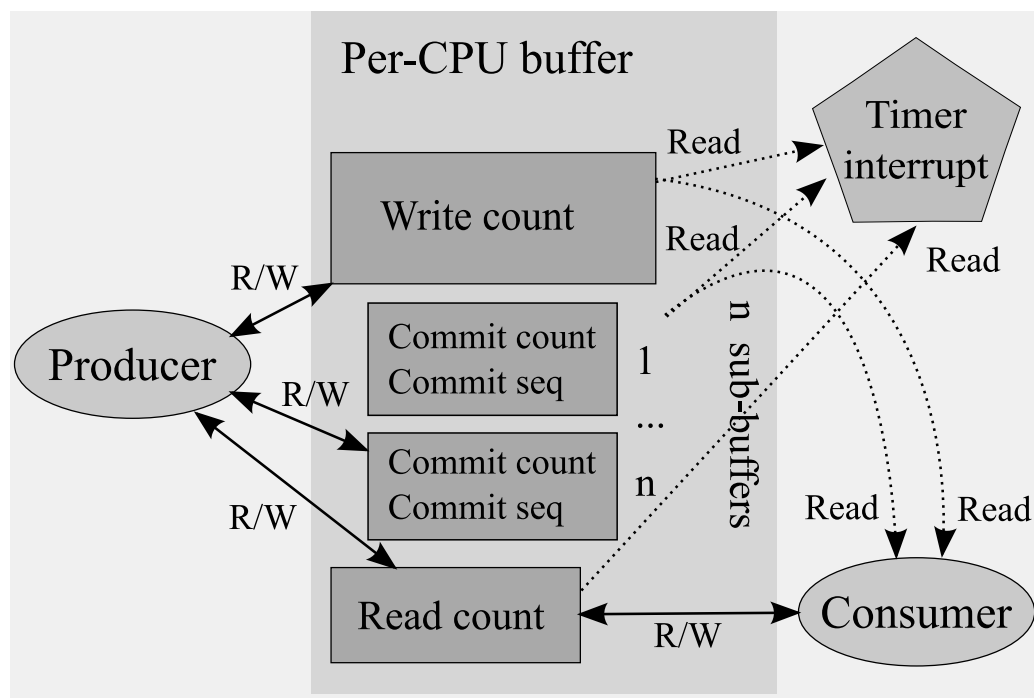 Per-CPU buffer
Timer
interrupt
Read
Write count
Read
Read
R/W
Producer
Commit count
Commit seq
1
n sub-buffers
R/W
...
Commit count
Commit seq
n
R/W
Read
Read
Read count
R/W
Consumer